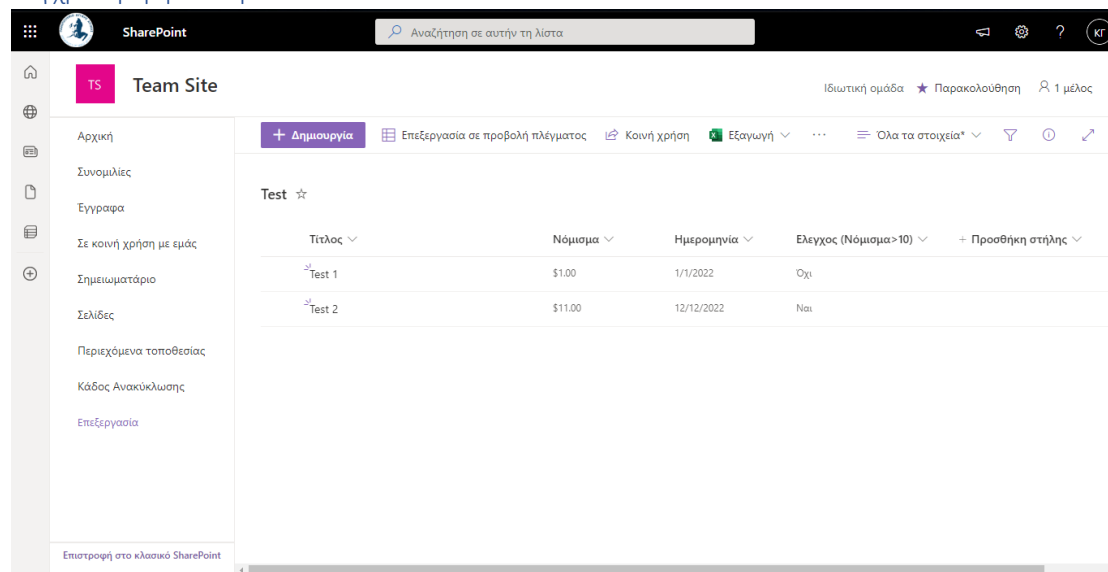 SharePoint
Αναζήτηση σε αυτήν τη λίστα
?
ΚΓ
TS
Team Site
Ιδιωτική ομάδα
Παρακολούθηση
1 μέλος
Αρχική
Συνομιλίες
Έγγραφα
Σε κοινή χρήση με εμάς
Σημειωματάριο
Σελίδες
Περιεχόμενα τοποθεσίας
Κάδος Ανακύκλωσης
Επεξεργασία
Επιστροφή στο κλασικό SharePoint
+ Δημιουργία Επεξεργασία σε προβολή πλέγματος Κοινή χρήση Εξαγωγή ··· Όλα τα στοιχεία*
Test
Τίτλος Νόμισμα Ημερομηνία Ελεγχος (Νόμισμα>10) + Προσθήκη στήλης
Test 1 $1.00 1/1/2022 Όχι
Test 2 $11.00 12/12/2022 Ναι